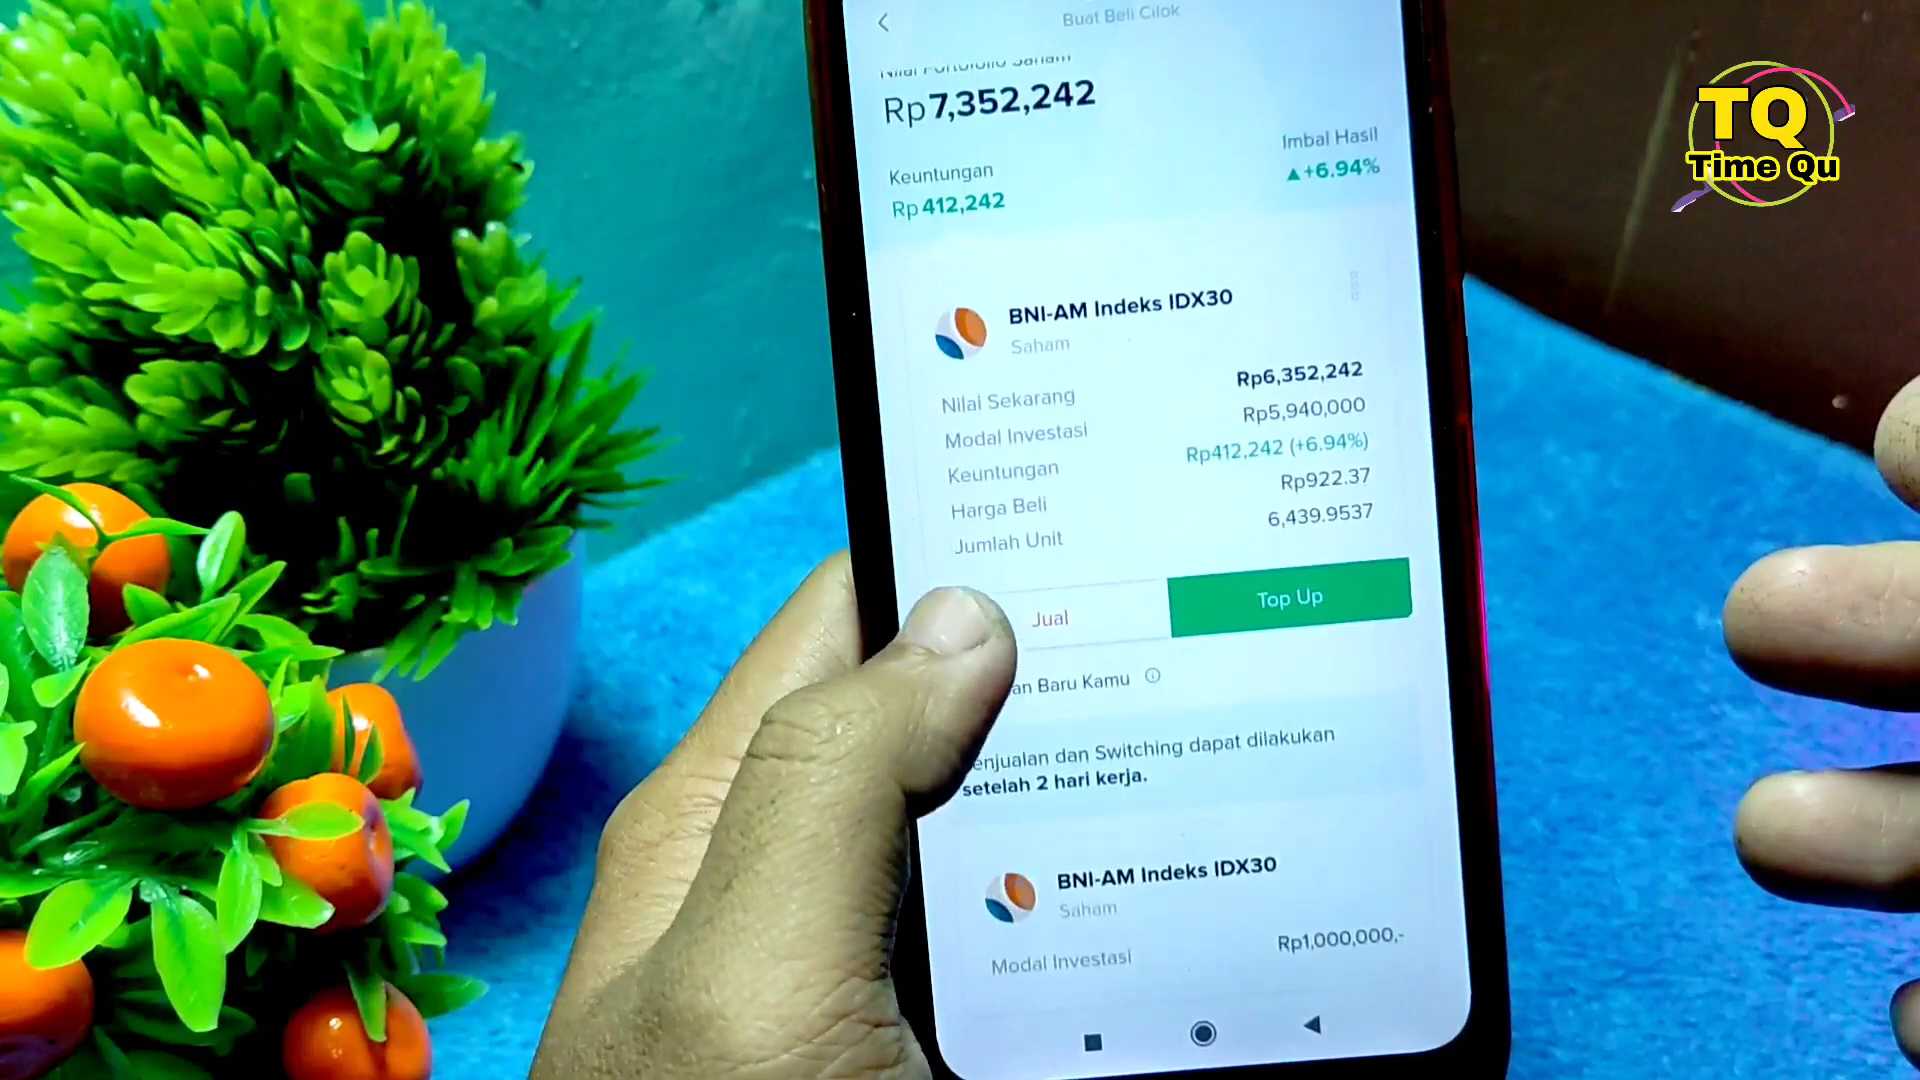 Buat Beli Cilok
Nilai Portofolio Saham
Rp7,352,242
Keuntungan
Imbal Hasil
Rp412,242
▲+6.94%
BNI-AM Indeks IDX30
Saham
Nilai Sekarang Rp6,352,242
Modal Investasi Rp5,940,000
Keuntungan Rp412,242 (+6.94%)
Harga Beli Rp922.37
Jumlah Unit 6,439.9537
Jual
Top Up
an Baru Kamu
enjualan dan Switching dapat dilakukan
setelah 2 hari kerja.
BNI-AM Indeks IDX30
Saham
Modal Investasi Rp1,000,000,-
TQ
Time Qu